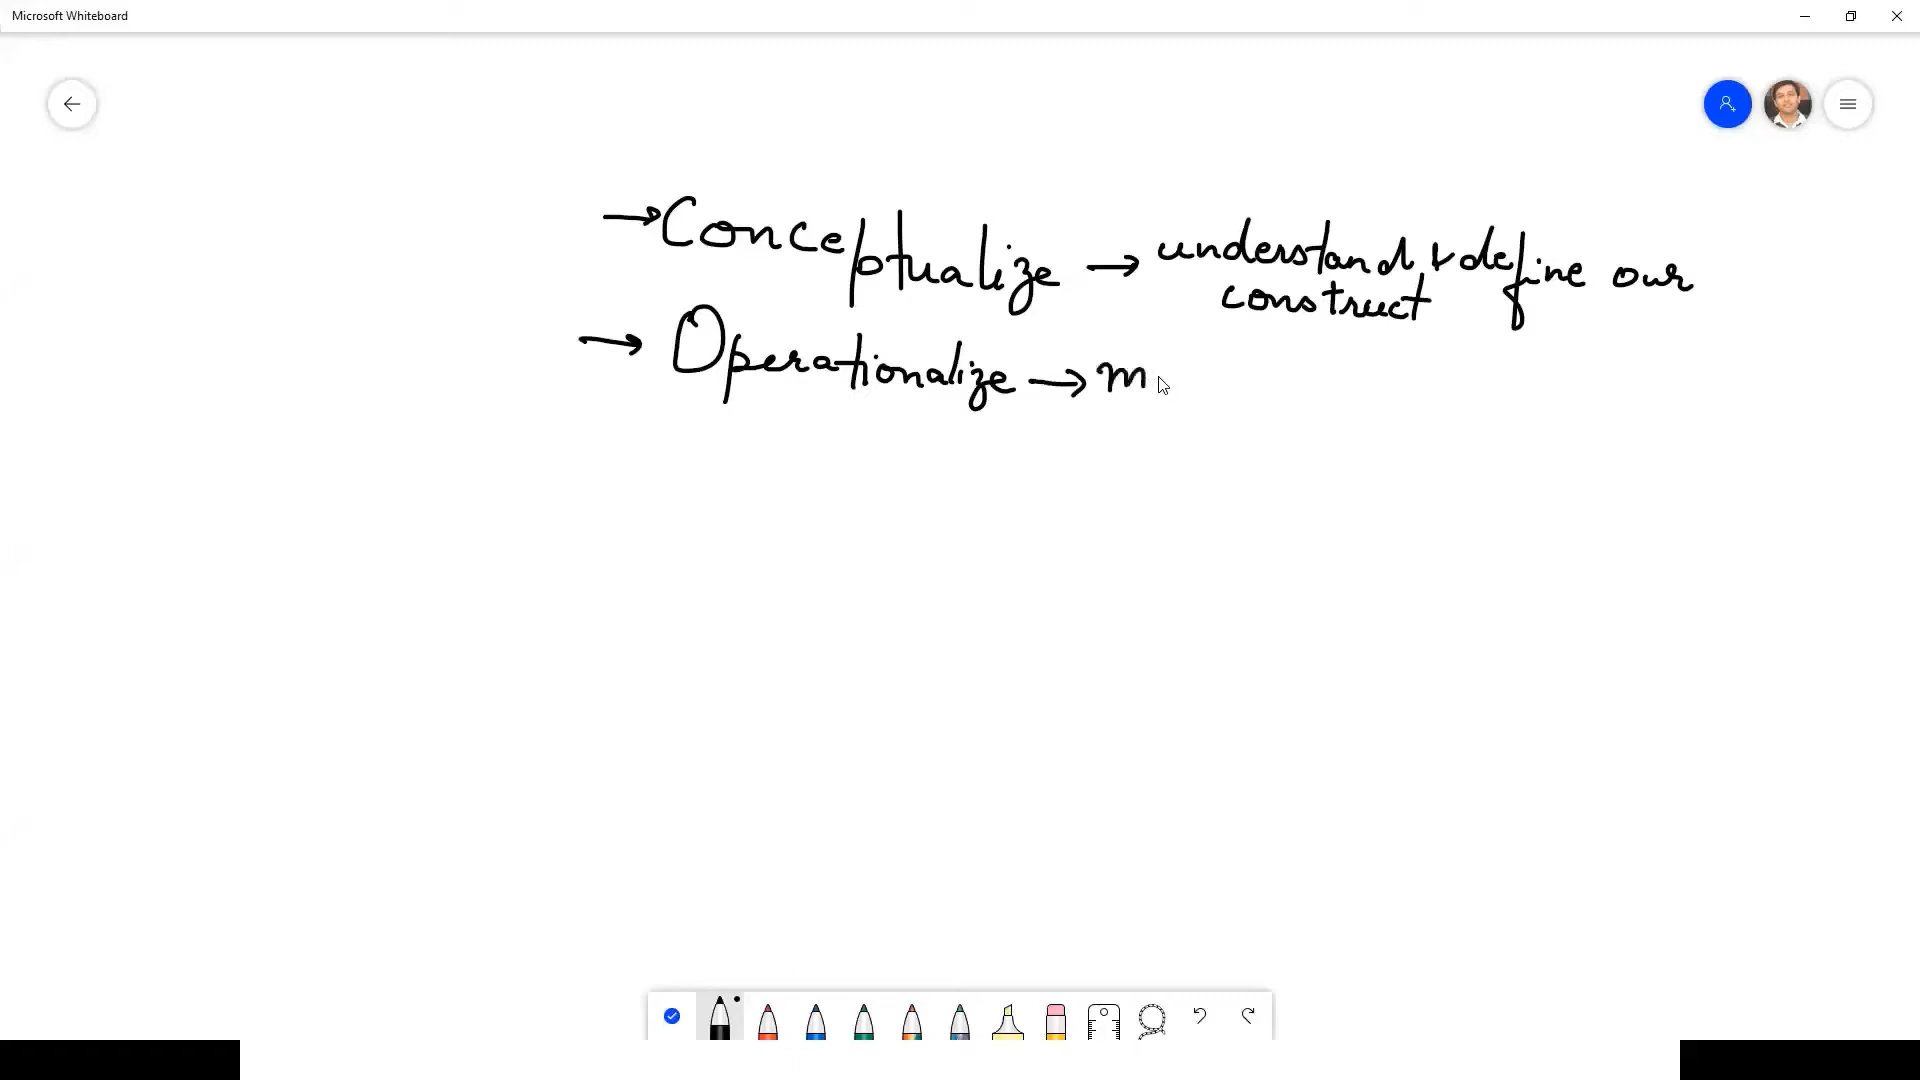 Microsoft Whiteboard
→ Conceptualize → understand & define our
construct
→ Operationalize → m